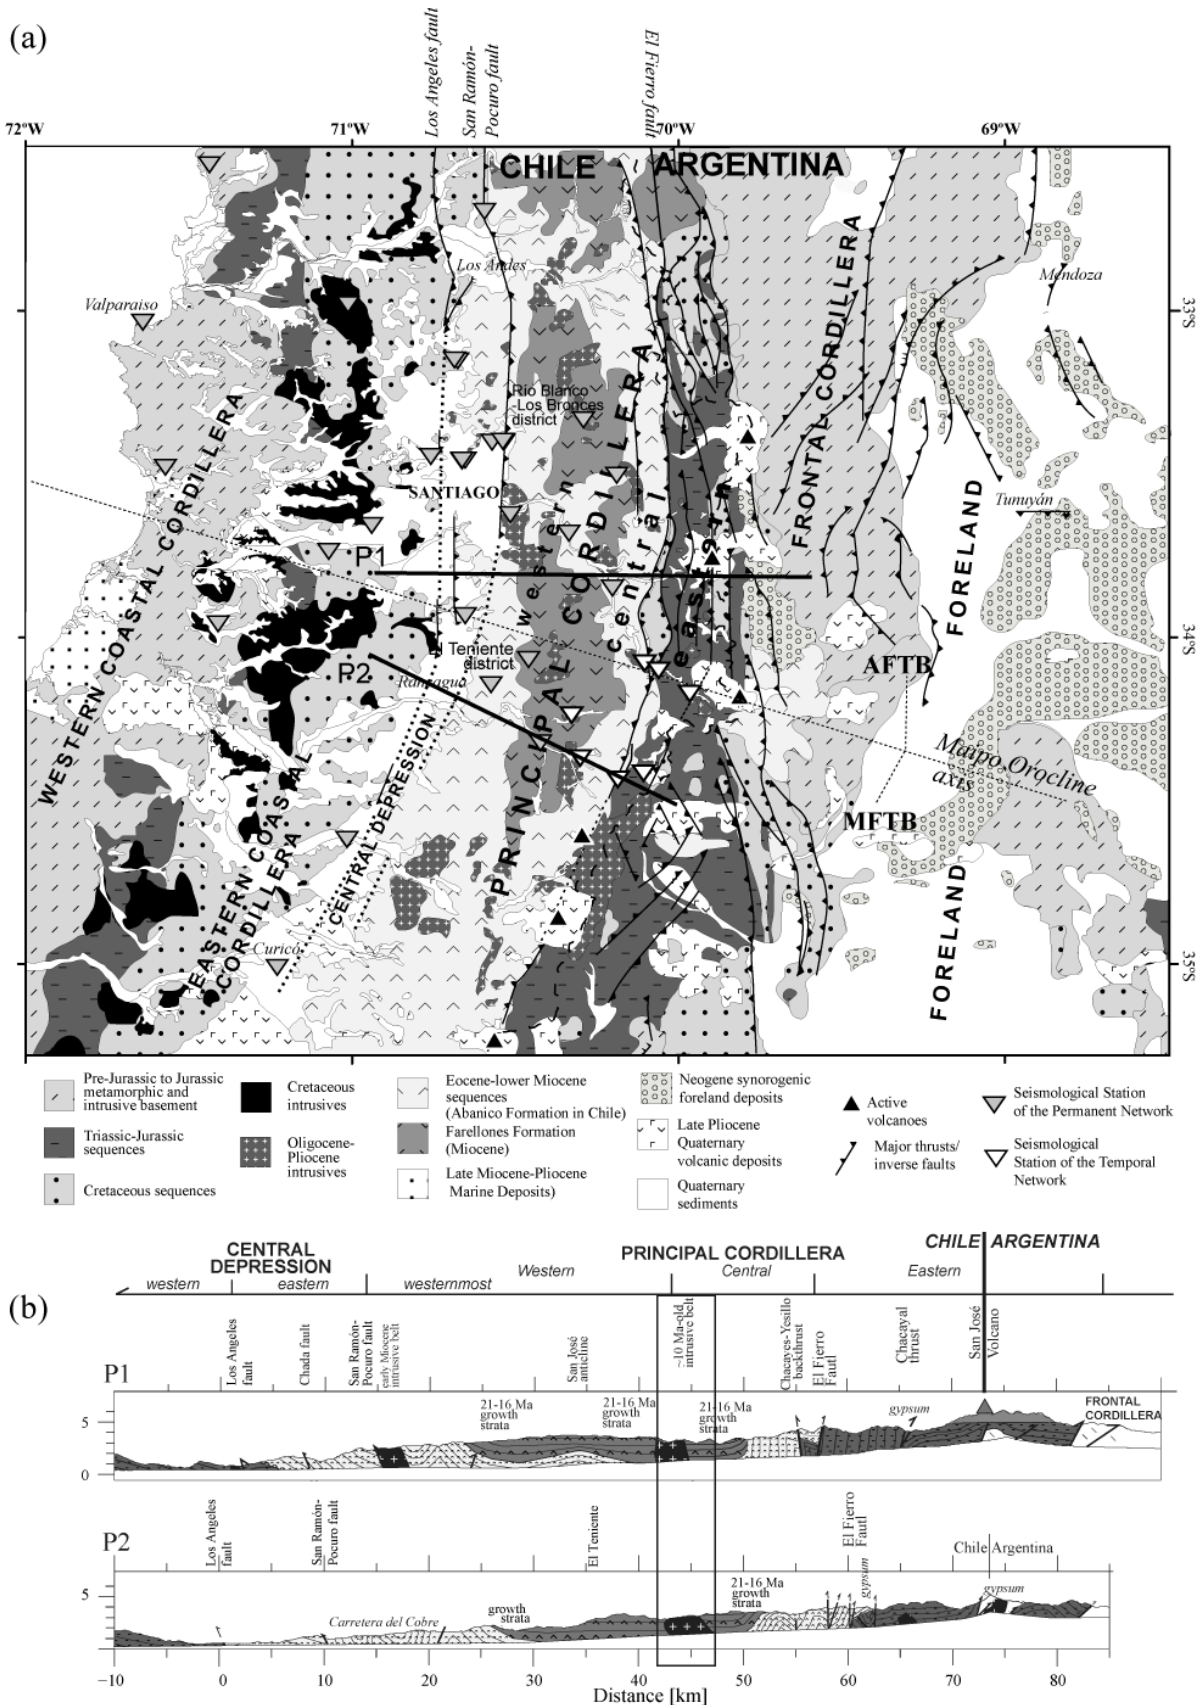 (a)
Los Angeles fault
San Ramón-
Pocuro fault
El Fierro fault
72°W
71°W
70°W
69°W
CHILE
ARGENTINA
Los Andes
Mendoza
Valparaiso
33°S
FRONTAL CORDILLERA
Río Blanco
-Los Bronces
district
WESTERN COASTAL CORDILLERA
SANTIAGO
Tunuyán
PRINCIPAL CORDILLERA
western
central
eastern
P1
FORELAND
34°S
El Teniente
district
P2
Rancagua
AFTB
Maipo Orocline
axis
CENTRAL DEPRESSION
MFTB
EASTERN COASTAL
CORDILLERA
FORELAND
Curicó
35°S
Pre-Jurassic to Jurassic
metamorphic and
intrusive basement
Triassic-Jurassic
sequences
Cretaceous sequences
Cretaceous
intrusives
Oligocene-
Pliocene
intrusives
Eocene-lower Miocene
sequences
(Abanico Formation in Chile)
Farellones Formation
(Miocene)
Late Miocene-Pliocene
Marine Deposits)
Neogene synorogenic
foreland deposits
Late Pliocene
Quaternary
volcanic deposits
Quaternary
sediments
Active
volcanoes
Major thrusts/
inverse faults
Seismological Station
of the Permanent Network
Seismological
Station of the Temporal
Network
(b)
CENTRAL
DEPRESSION
PRINCIPAL CORDILLERA
CHILE
ARGENTINA
western
eastern
westernmost
Western
Central
Eastern
P1
Los Angeles
fault
Chada fault
San Ramón-
Pocuro fault
early Miocene
intrusive belt
San José
anticline
~10 Ma-old
intrusive belt
Chacayes-Yesillo
backthrust
El Fierro
Fautl
Chacayal
thrust
San José
Volcano
21-16 Ma
growth
strata
21-16 Ma
growth
strata
21-16 Ma
growth
strata
gypsum
FRONTAL
CORDILLERA
5
0
P2
Los Angeles
fault
San Ramón-
Pocuro fault
El Teniente
El Fierro
Fautl
gypsum
Chile Argentina
gypsum
5
Carretera del Cobre
growth
strata
21-16 Ma
growth
strata
−10
0
10
20
30
40
50
60
70
80
Distance [km]